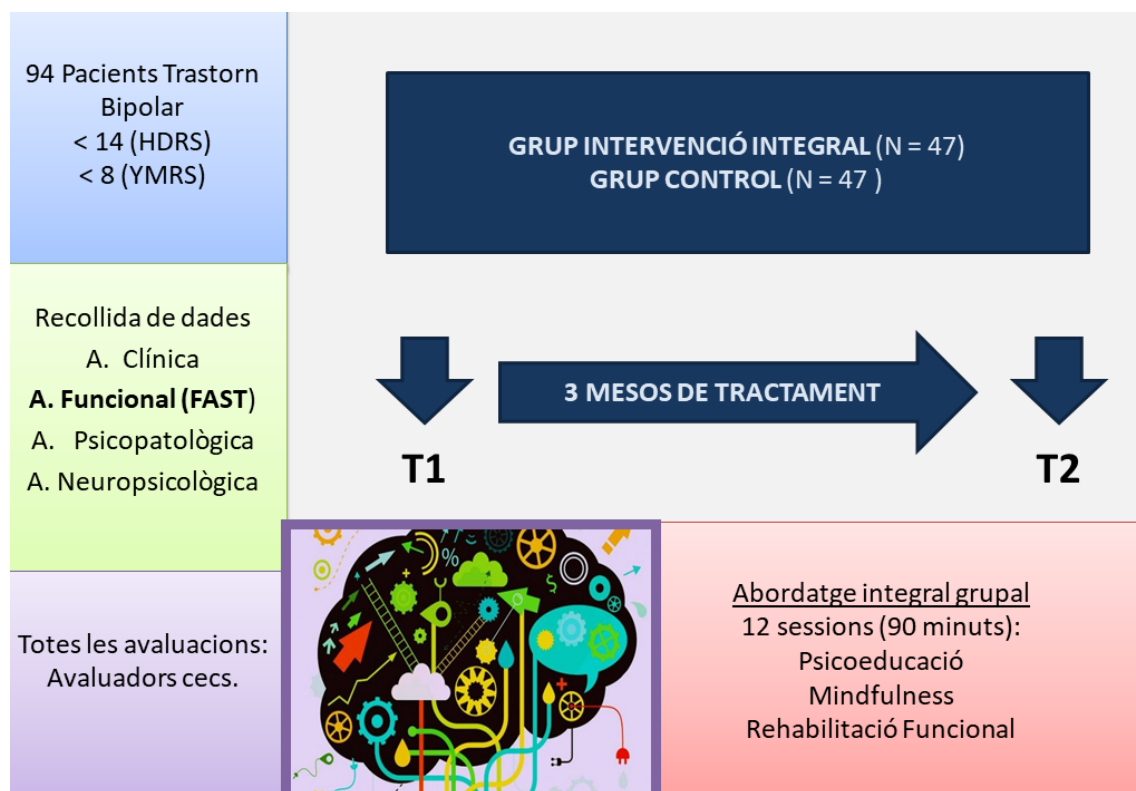 94 Pacients Trastorn
Bipolar
< 14 (HDRS)
< 8 (YMRS)
GRUP INTERVENCIÓ INTEGRAL (N = 47)
GRUP CONTROL (N = 47 )
Recollida de dades
A. Clínica
A. Funcional (FAST)
A. Psicopatològica
A. Neuropsicològica
3 MESOS DE TRACTAMENT
T1
T2
Totes les avaluacions:
Avaluadors cecs.
%
$
Abordatge integral grupal
12 sessions (90 minuts):
Psicoeducació
Mindfulness
Rehabilitació Funcional